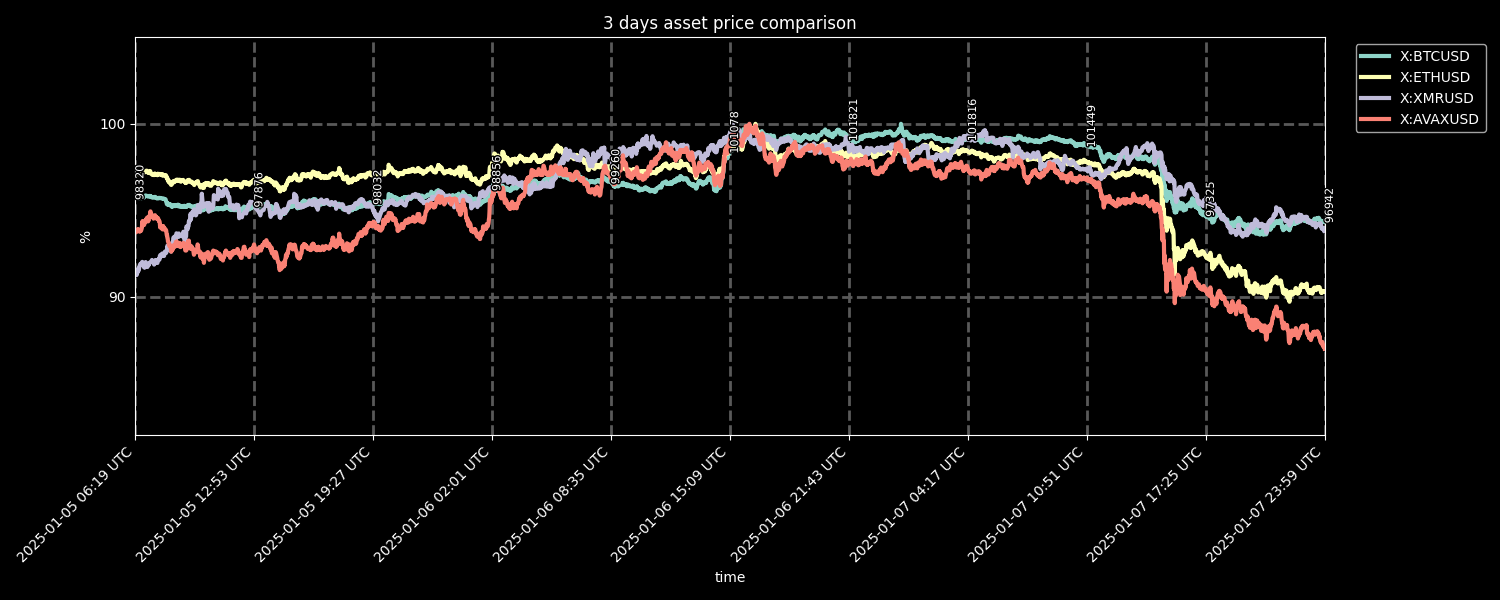 3 days asset price comparison
X:BTCUSD
X:ETHUSD
X:XMRUSD
X:AVAXUSD
100
90
%
98320
97896
98032
98856
99260
101078
101821
101816
101449
97325
96942
2025-01-05 06:19 UTC
2025-01-05 12:53 UTC
2025-01-05 19:27 UTC
2025-01-06 02:01 UTC
2025-01-06 08:35 UTC
2025-01-06 15:09 UTC
2025-01-06 21:43 UTC
2025-01-07 04:17 UTC
2025-01-07 10:51 UTC
2025-01-07 17:25 UTC
2025-01-07 23:59 UTC
time